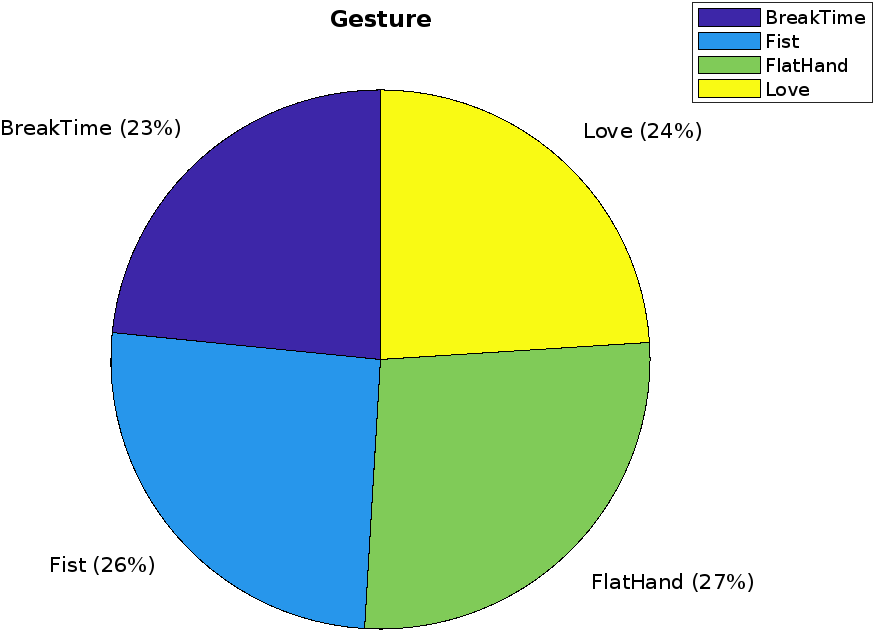 Gesture
BreakTime
Fist
FlatHand
Love
BreakTime (23%)
Love (24%)
Fist (26%)
FlatHand (27%)